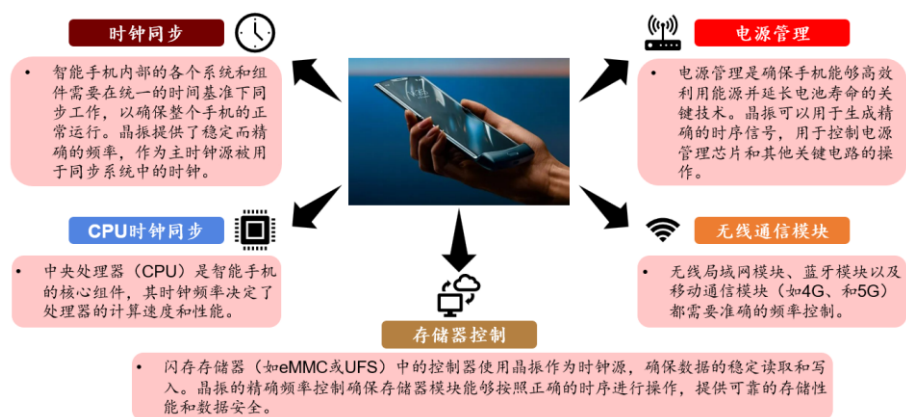 时钟同步
智能手机内部的各个系统和组
件需要在统一的时间基准下同
步工作，以确保整个手机的正
常运行。晶振提供了稳定而精
确的频率，作为主时钟源被用
于同步系统中的时钟。
电源管理
电源管理是确保手机能够高效
利用能源并延长电池寿命的关
键技术。晶振可以用于生成精
确的时序信号，用于控制电源
管理芯片和其他关键电路的操
作。
CPU时钟同步
中央处理器（CPU）是智能手机
的核心组件，其时钟频率决定了
处理器的计算速度和性能。
无线通信模块
无线局域网模块、蓝牙模块以及
移动通信模块（如4G、和5G）
都需要准确的频率控制。
存储器控制
闪存存储器（如eMMC或UFS）中的控制器使用晶振作为时钟源，确保数据的稳定读取和写
入。晶振的精确频率控制确保存储器模块能够按照正确的时序进行操作，提供可靠的存储性
能和数据安全。